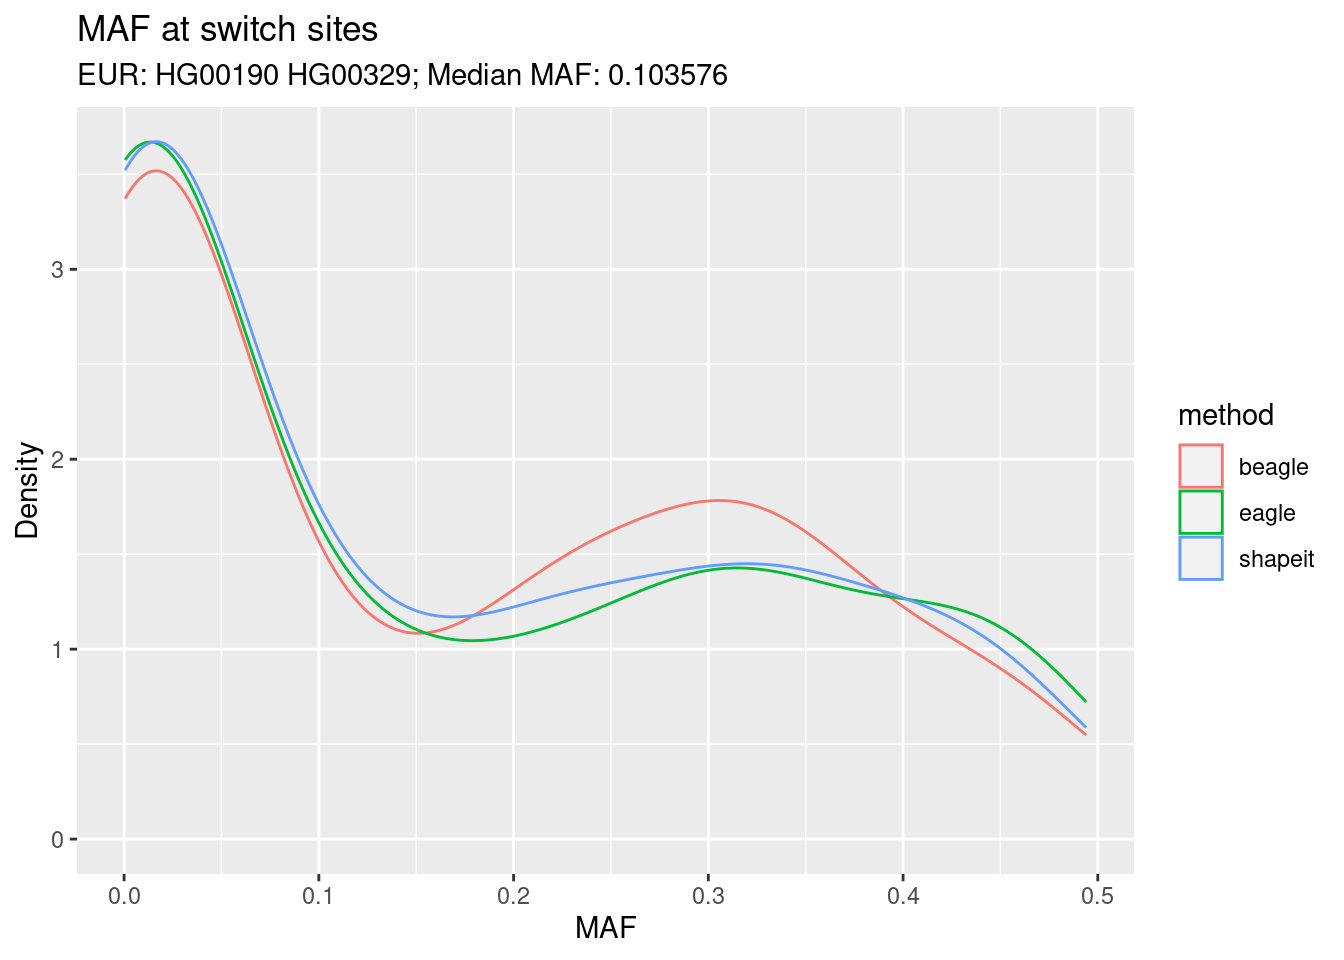 MAF at switch sites
EUR: HG00190 HG00329; Median MAF: 0.103576
Density
3
2
1
0
0.0 0.1 0.2 0.3 0.4 0.5
MAF
method
beagle
eagle
shapeit